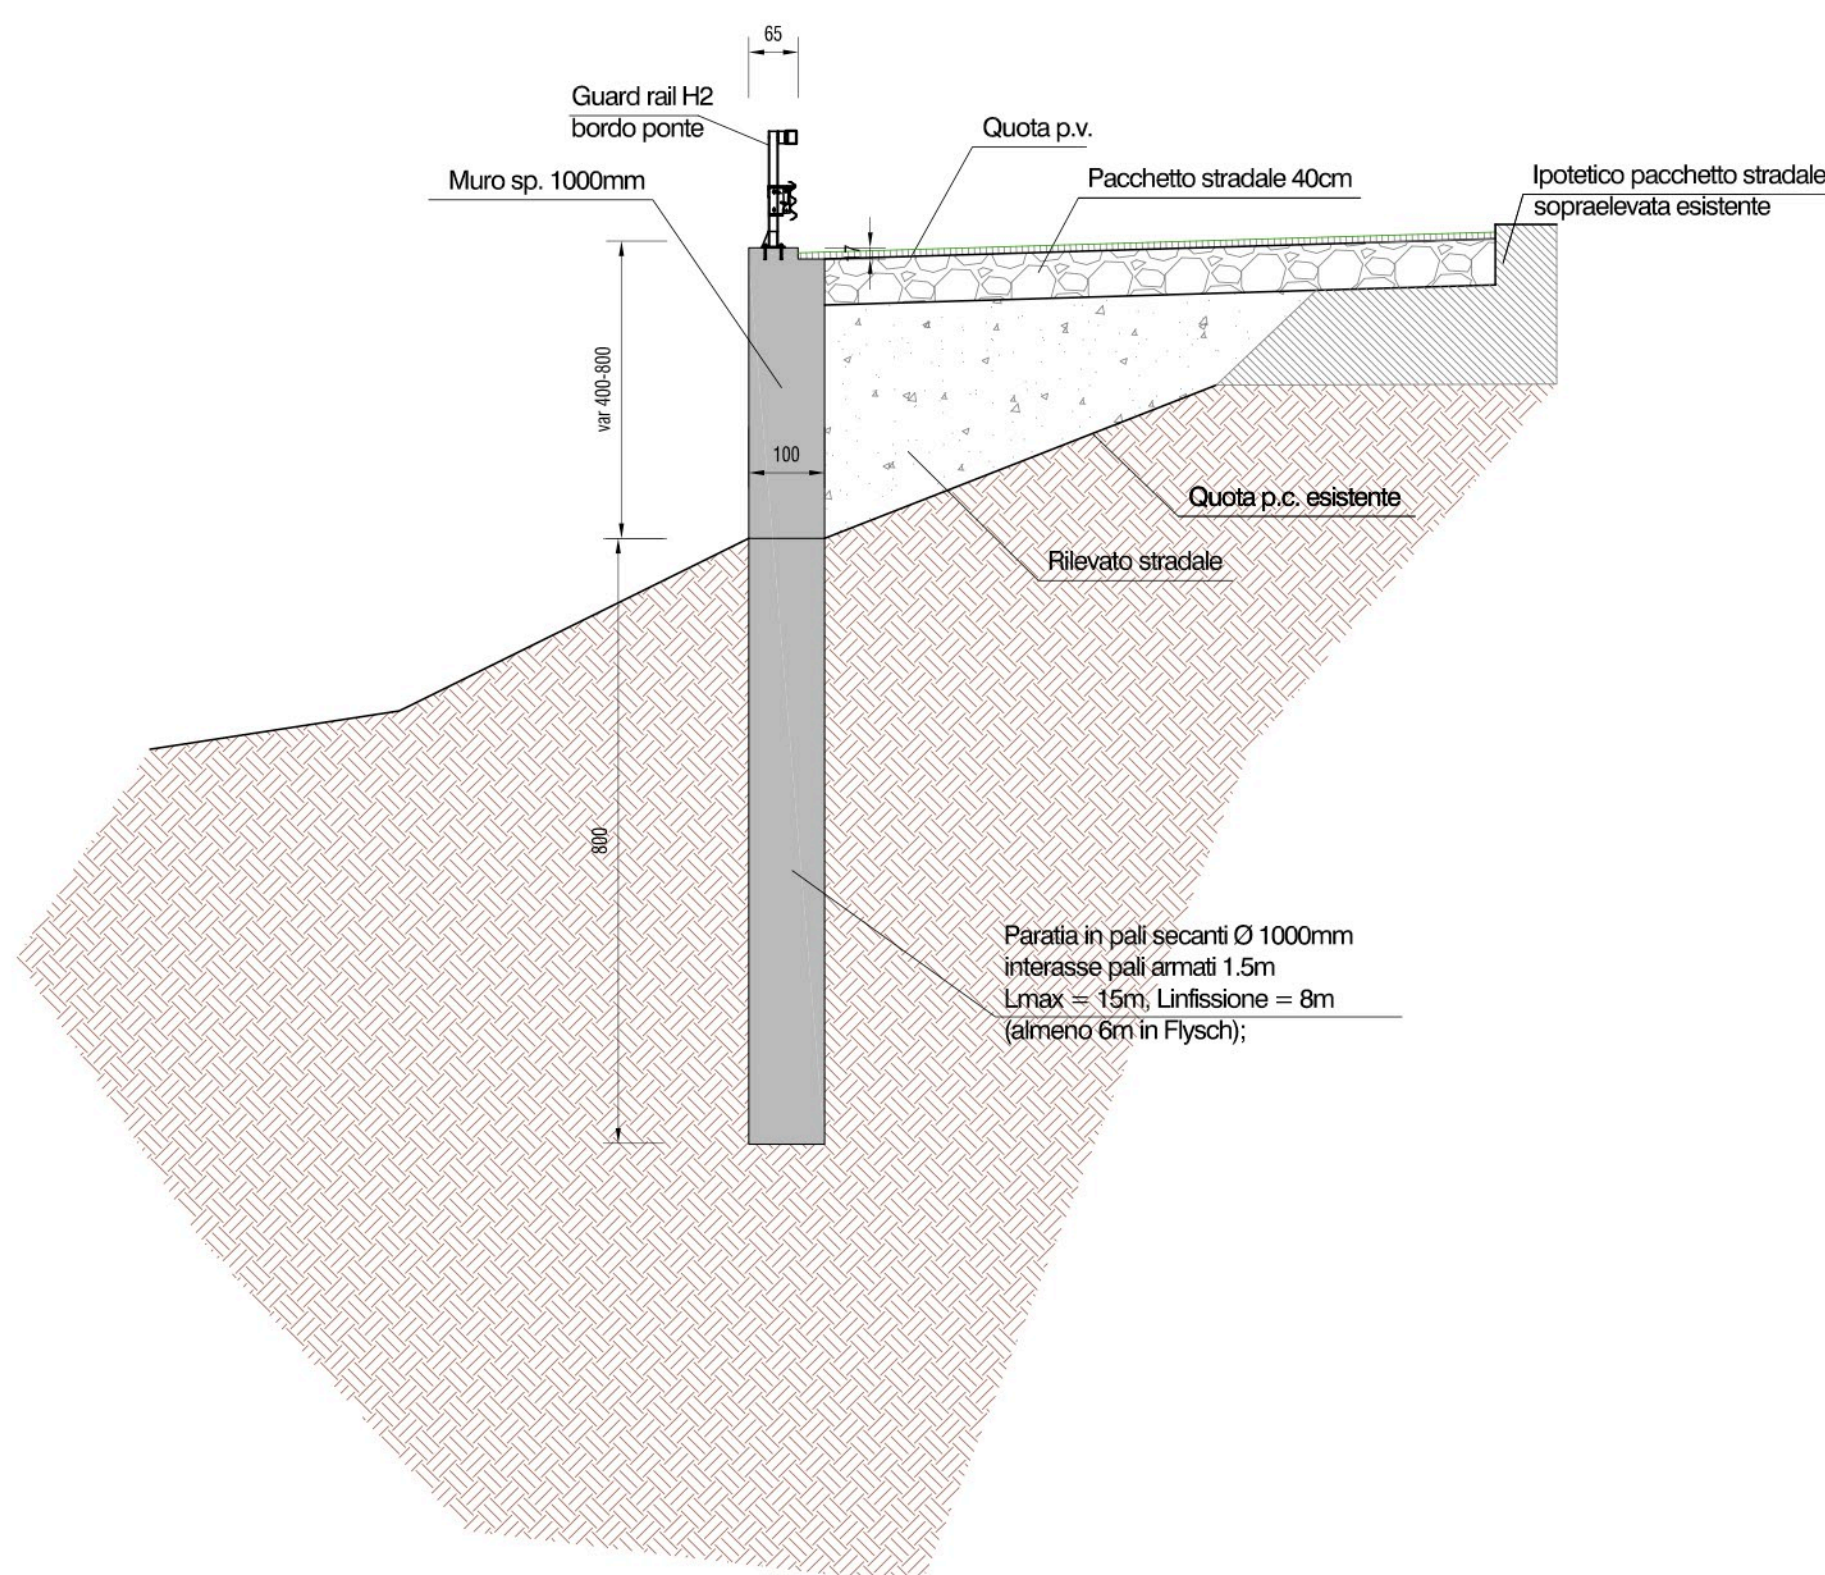 65
Guard rail H2
bordo ponte
Quota p.v.
Muro sp. 1000mm
Pacchetto stradale 40cm
Ipotetico pacchetto stradale
sopraelevata esistente
var 400-800
100
Quota p.c. esistente
Rilevato stradale
800
Paratia in pali secanti Ø 1000mm
interasse pali armati 1.5m
Lmax = 15m, Linfissione = 8m
(almeno 6m in Flysch);